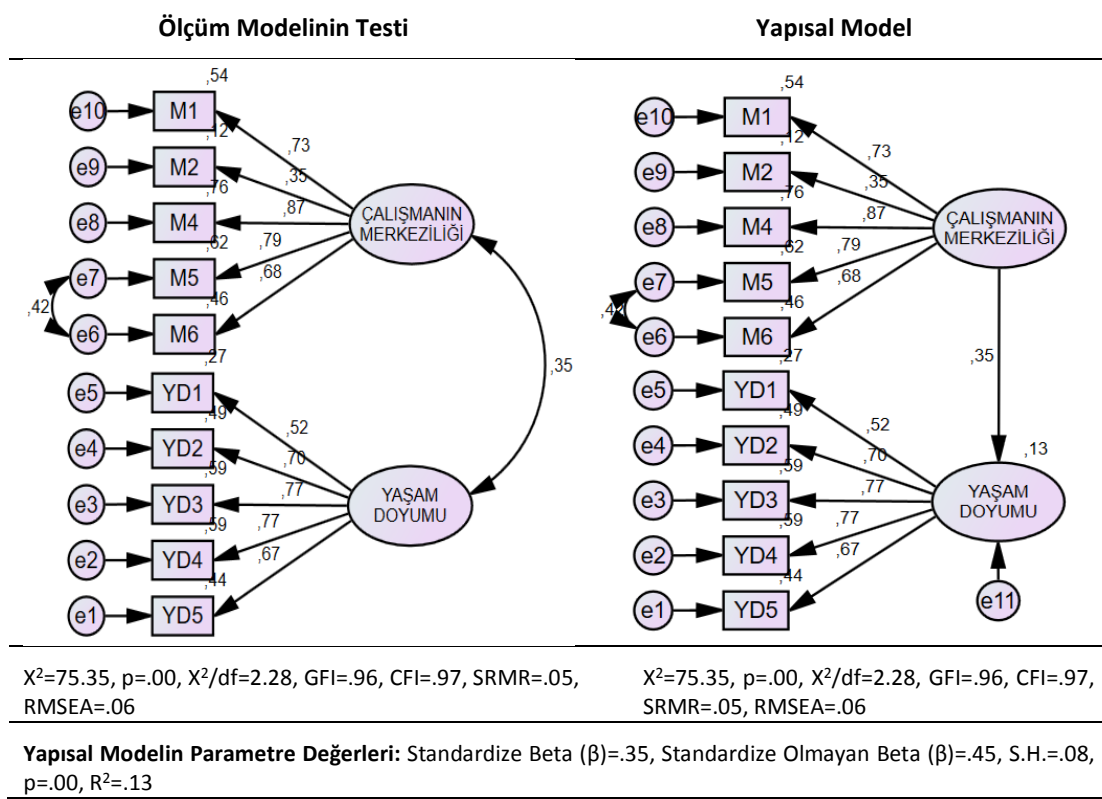 Ölçüm Modelinin Testi
Yapısal Model
,54
e10 M1
,12
,73
e9 M2
,35
,76
,87
e8 M4
ÇALIŞMANIN
MERKEZİLİĞİ
,62
,79
e7 M5
,68
,46
,42
e6 M6
,27
,35
e5 YD1
,49
,52
e4 YD2
,70
,59
,77
e3 YD3
YAŞAM
DOYUMU
,59
,77
e2 YD4
,67
,44
e1 YD5
,54
e10 M1
,12
,73
e9 M2
,35
,76
,87
e8 M4
ÇALIŞMANIN
MERKEZİLİĞİ
,62
,79
e7 M5
,68
,46
,42
e6 M6
,27
,35
e5 YD1
,49
,52
e4 YD2
,70
,13
,59
,77
e3 YD3
YAŞAM
DOYUMU
,59
,77
e2 YD4
,67
,44
e11
e1 YD5
X²=75.35, p=.00, X²/df=2.28, GFI=.96, CFI=.97, SRMR=.05,
RMSEA=.06
X²=75.35, p=.00, X²/df=2.28, GFI=.96, CFI=.97,
SRMR=.05, RMSEA=.06
Yapısal Modelin Parametre Değerleri: Standardize Beta (β)=.35, Standardize Olmayan Beta (β)=.45, S.H.=.08,
p=.00, R²=.13